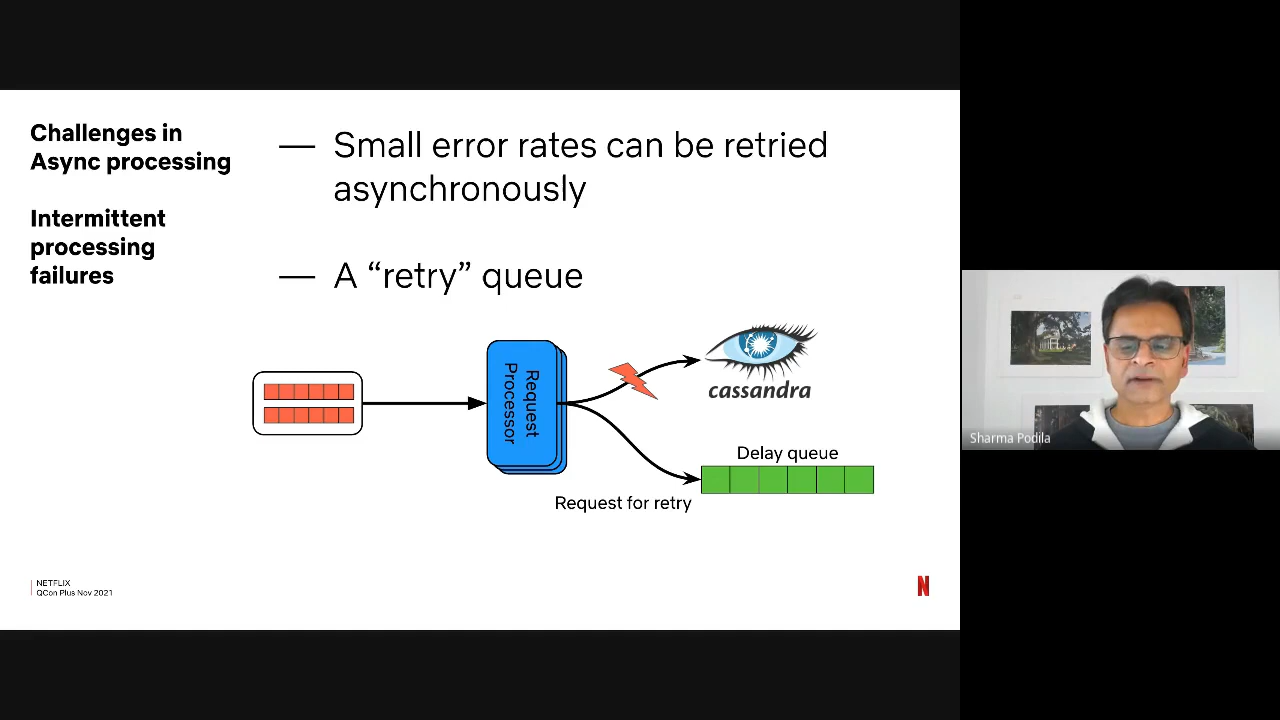 Challenges in
Async processing
Intermittent
processing
failures
— Small error rates can be retried
asynchronously
— A “retry” queue
Request
Processor
cassandra
Delay queue
Request for retry
NETFLIX
QCon Plus Nov 2021
N
Sharma Podila